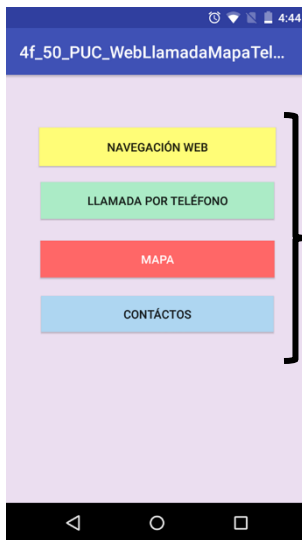 4:44
4f_50_PUC_WebLlamadaMapaTel...
NAVEGACIÓN WEB
LLAMADA POR TELÉFONO
MAPA
CONTÁCTOS